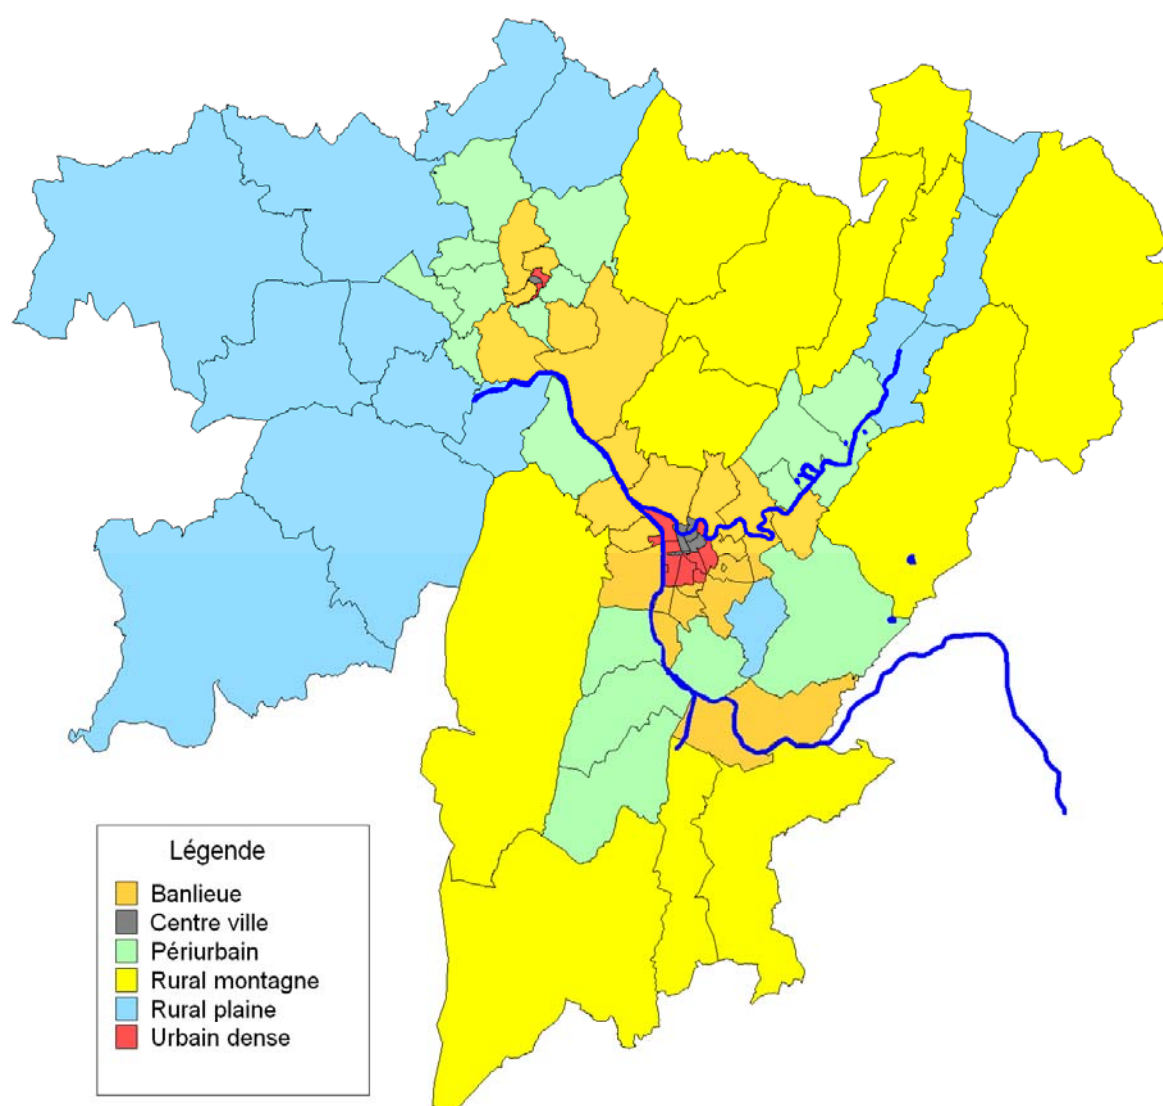 Légende
Banlieue
Centre ville
Périurbain
Rural montagne
Rural plaine
Urbain dense